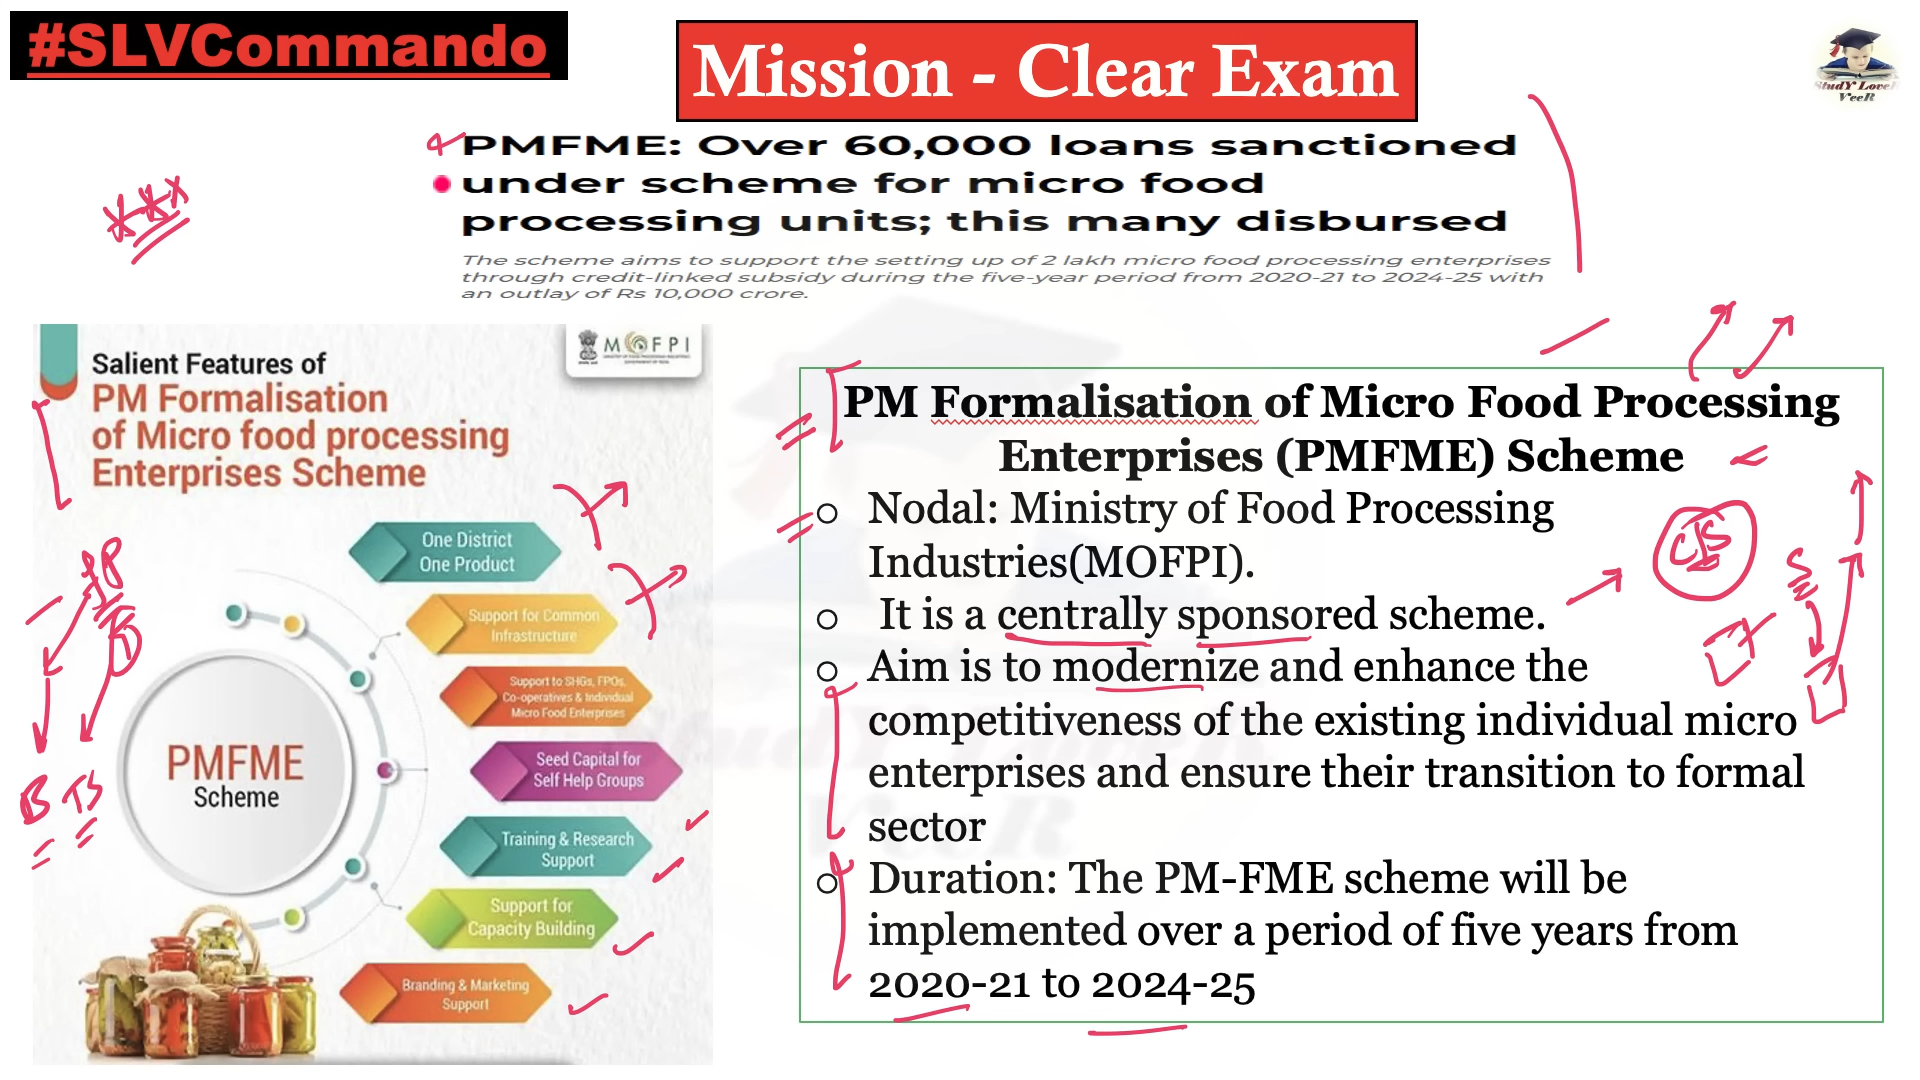 #SLVCommando
Mission - Clear Exam
StudY LoveR
VeeR
PMFME: Over 60,000 loans sanctioned
under scheme for micro food
processing units; this many disbursed
The scheme aims to support the setting up of 2 lakh micro food processing enterprises
through credit-linked subsidy during the five-year period from 2020-21 to 2024-25 with
an outlay of Rs 10,000 crore.
MOFPI
Salient Features of
PM Formalisation
of Micro food processing
Enterprises Scheme
One District
One Product
Support for Common
Infrastructure
Support to SHGs, FPOs,
Co-operatives & Individual
Micro Food Enterprises
PMFME
Scheme
Seed Capital for
Self Help Groups
Training & Research
Support
Support for
Capacity Building
Branding & Marketing
Support
B TS
PM Formalisation of Micro Food Processing
Enterprises (PMFME) Scheme
Nodal: Ministry of Food Processing
Industries(MOFPI).
It is a centrally sponsored scheme.
Aim is to modernize and enhance the
competitiveness of the existing individual micro
enterprises and ensure their transition to formal
sector
Duration: The PM-FME scheme will be
implemented over a period of five years from
2020-21 to 2024-25
CSS
S